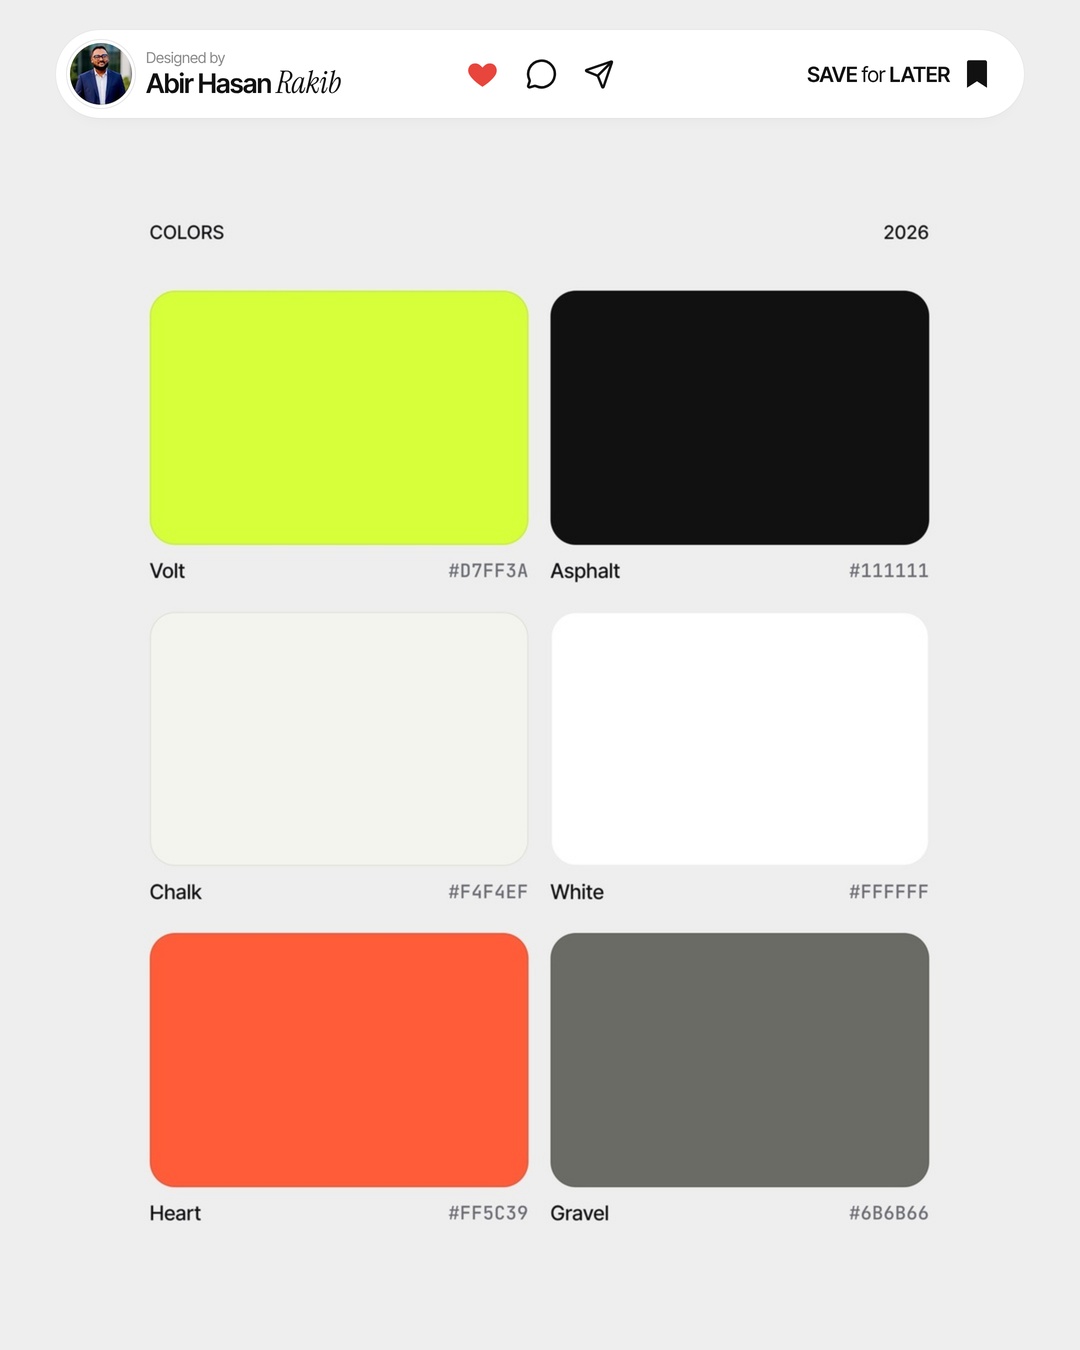 Designed by
Abir Hasan Rakib
SAVE for LATER
COLORS
2026
Volt
#D7FF3A
Asphalt
#111111
Chalk
#F4F4EF
White
#FFFFFF
Heart
#FF5C39
Gravel
#6B6B66